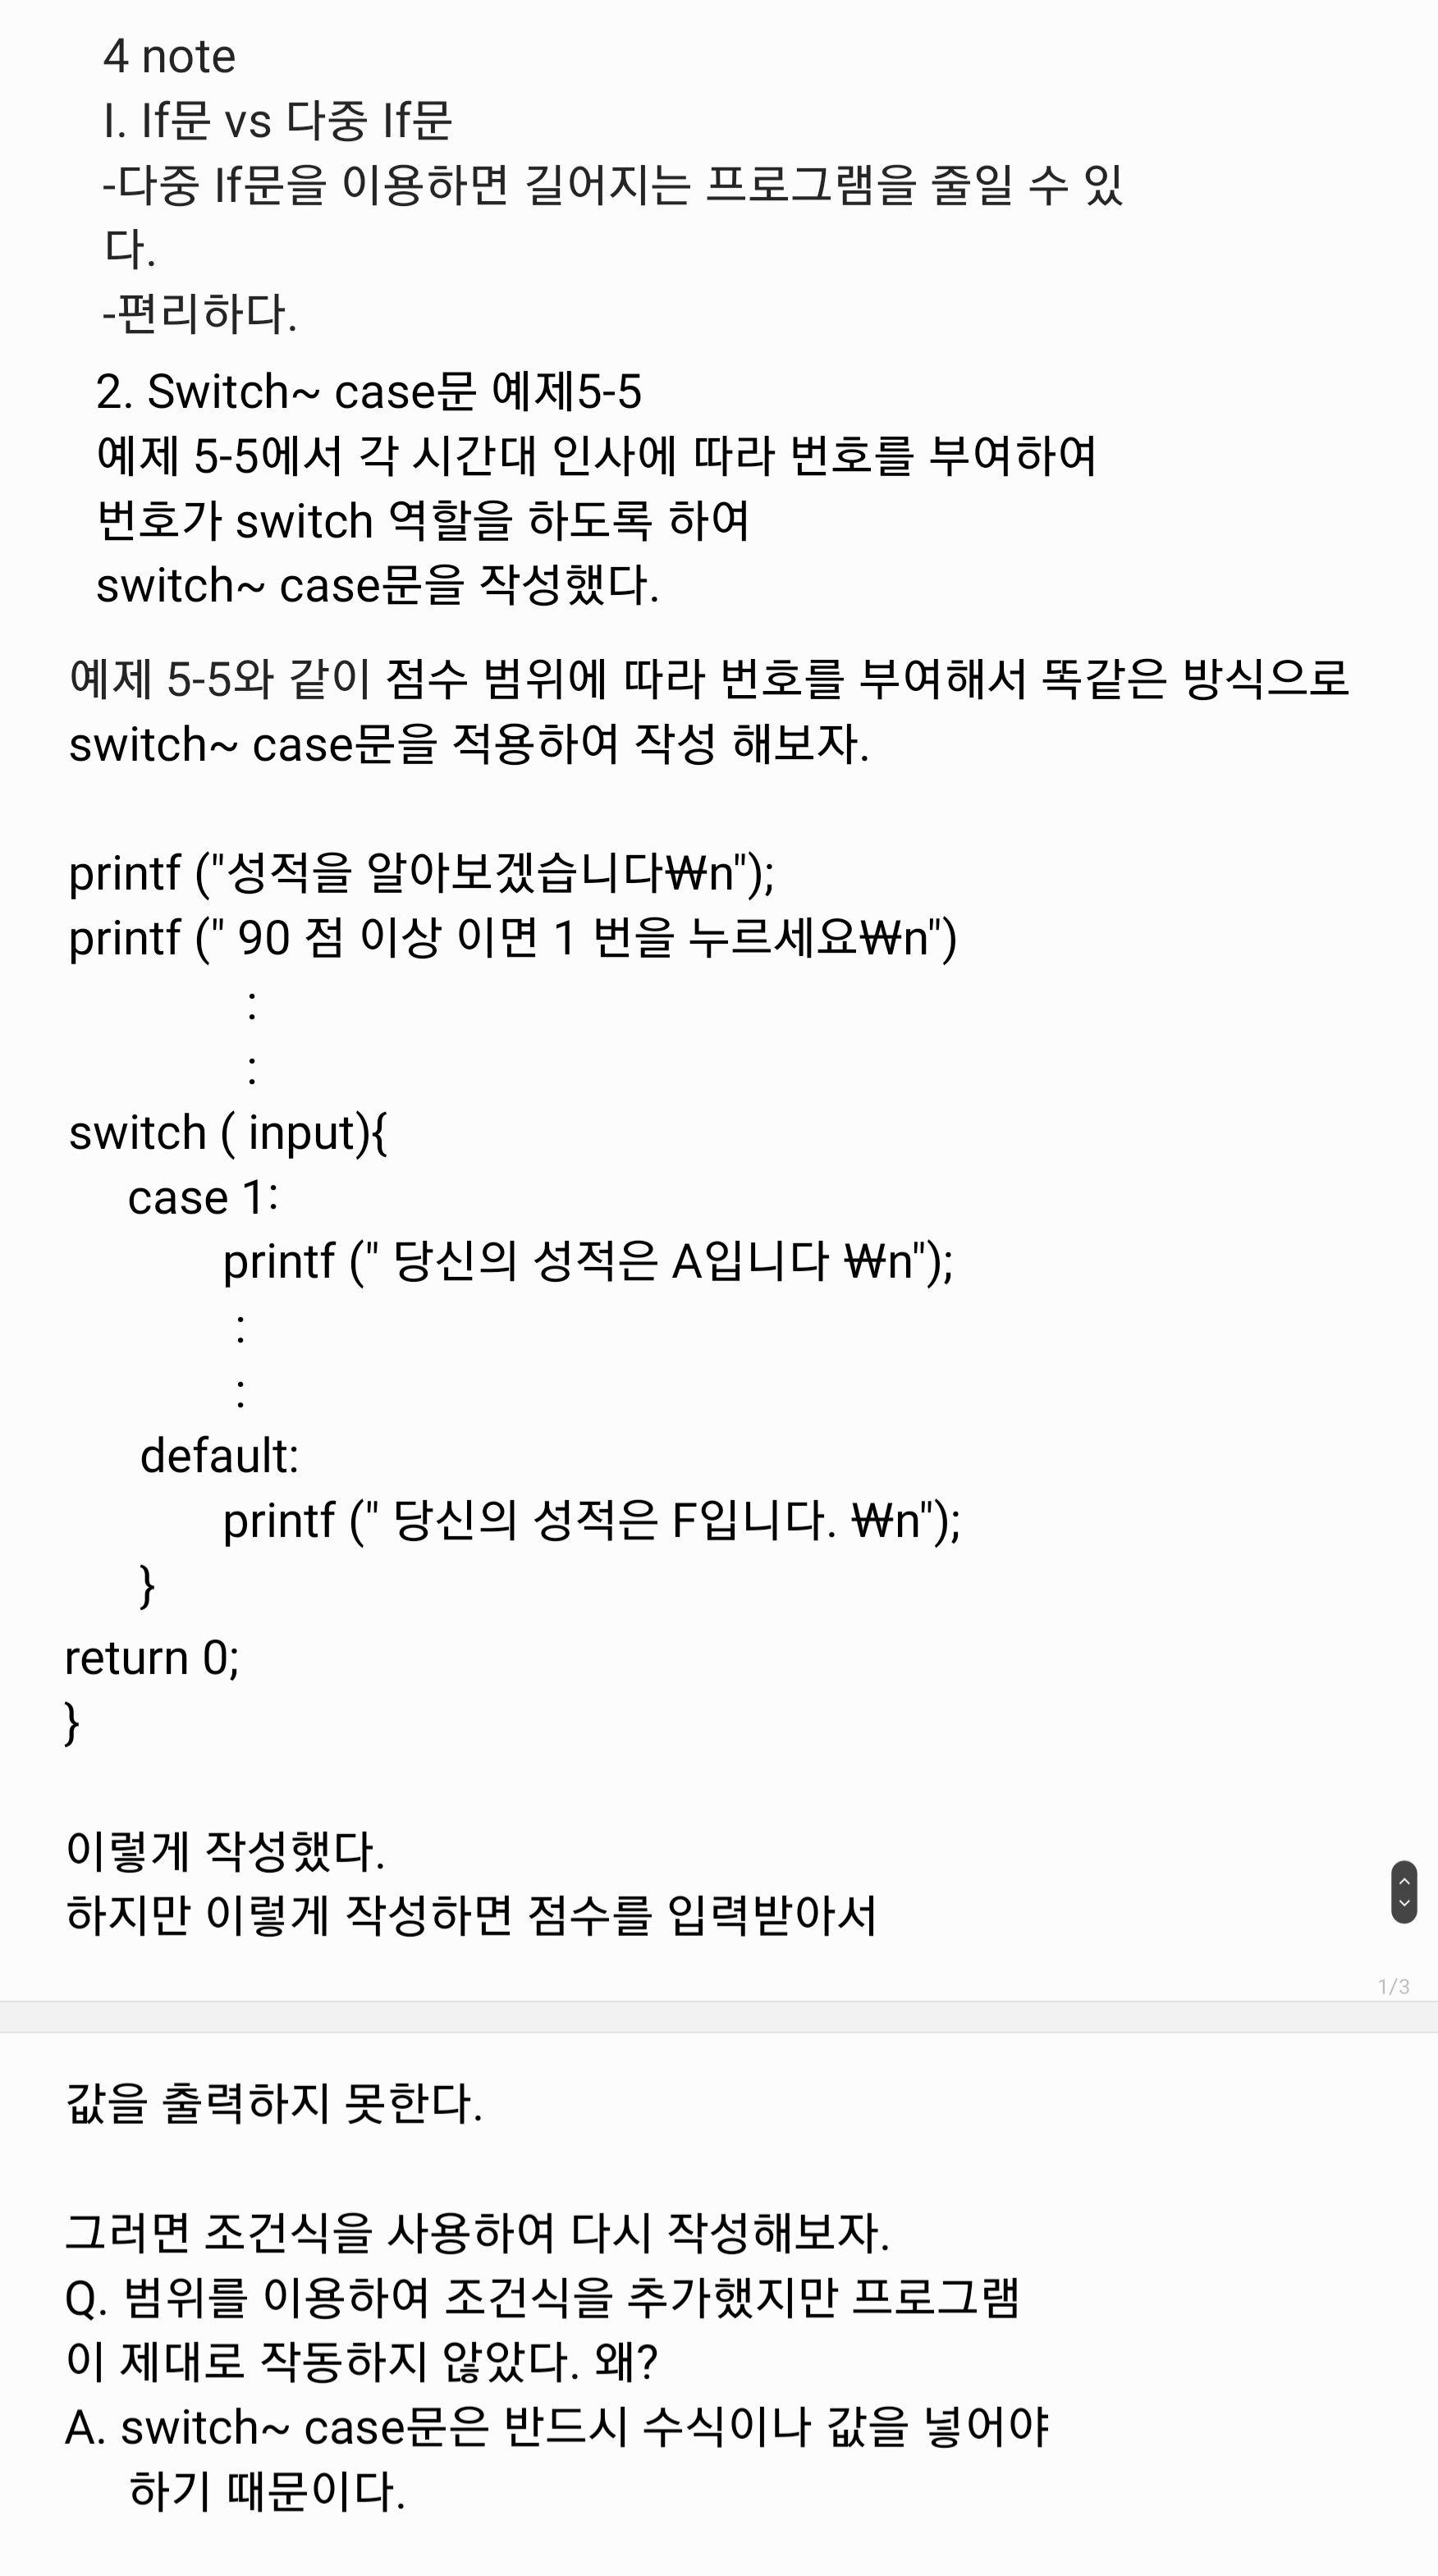 4 note
I. If문 vs 다중 If문
-다중 If문을 이용하면 길어지는 프로그램을 줄일 수 있
다.
-편리하다.
2. Switch~ case문 예제5-5
예제 5-5에서 각 시간대 인사에 따라 번호를 부여하여
번호가 switch 역할을 하도록 하여
switch~ case문을 작성했다.
예제 5-5와 같이 점수 범위에 따라 번호를 부여해서 똑같은 방식으로
switch~ case문을 적용하여 작성 해보자.
printf ("성적을 알아보겠습니다₩n");
printf (" 90 점 이상 이면 1 번을 누르세요₩n")
:
:
switch ( input){
case 1:
printf (" 당신의 성적은 A입니다 ₩n");
:
:
default:
printf (" 당신의 성적은 F입니다. ₩n");
}
return 0;
}
이렇게 작성했다.
하지만 이렇게 작성하면 점수를 입력받아서
1/3
값을 출력하지 못한다.
그러면 조건식을 사용하여 다시 작성해보자.
Q. 범위를 이용하여 조건식을 추가했지만 프로그램
이 제대로 작동하지 않았다. 왜?
A. switch~ case문은 반드시 수식이나 값을 넣어야
하기 때문이다.